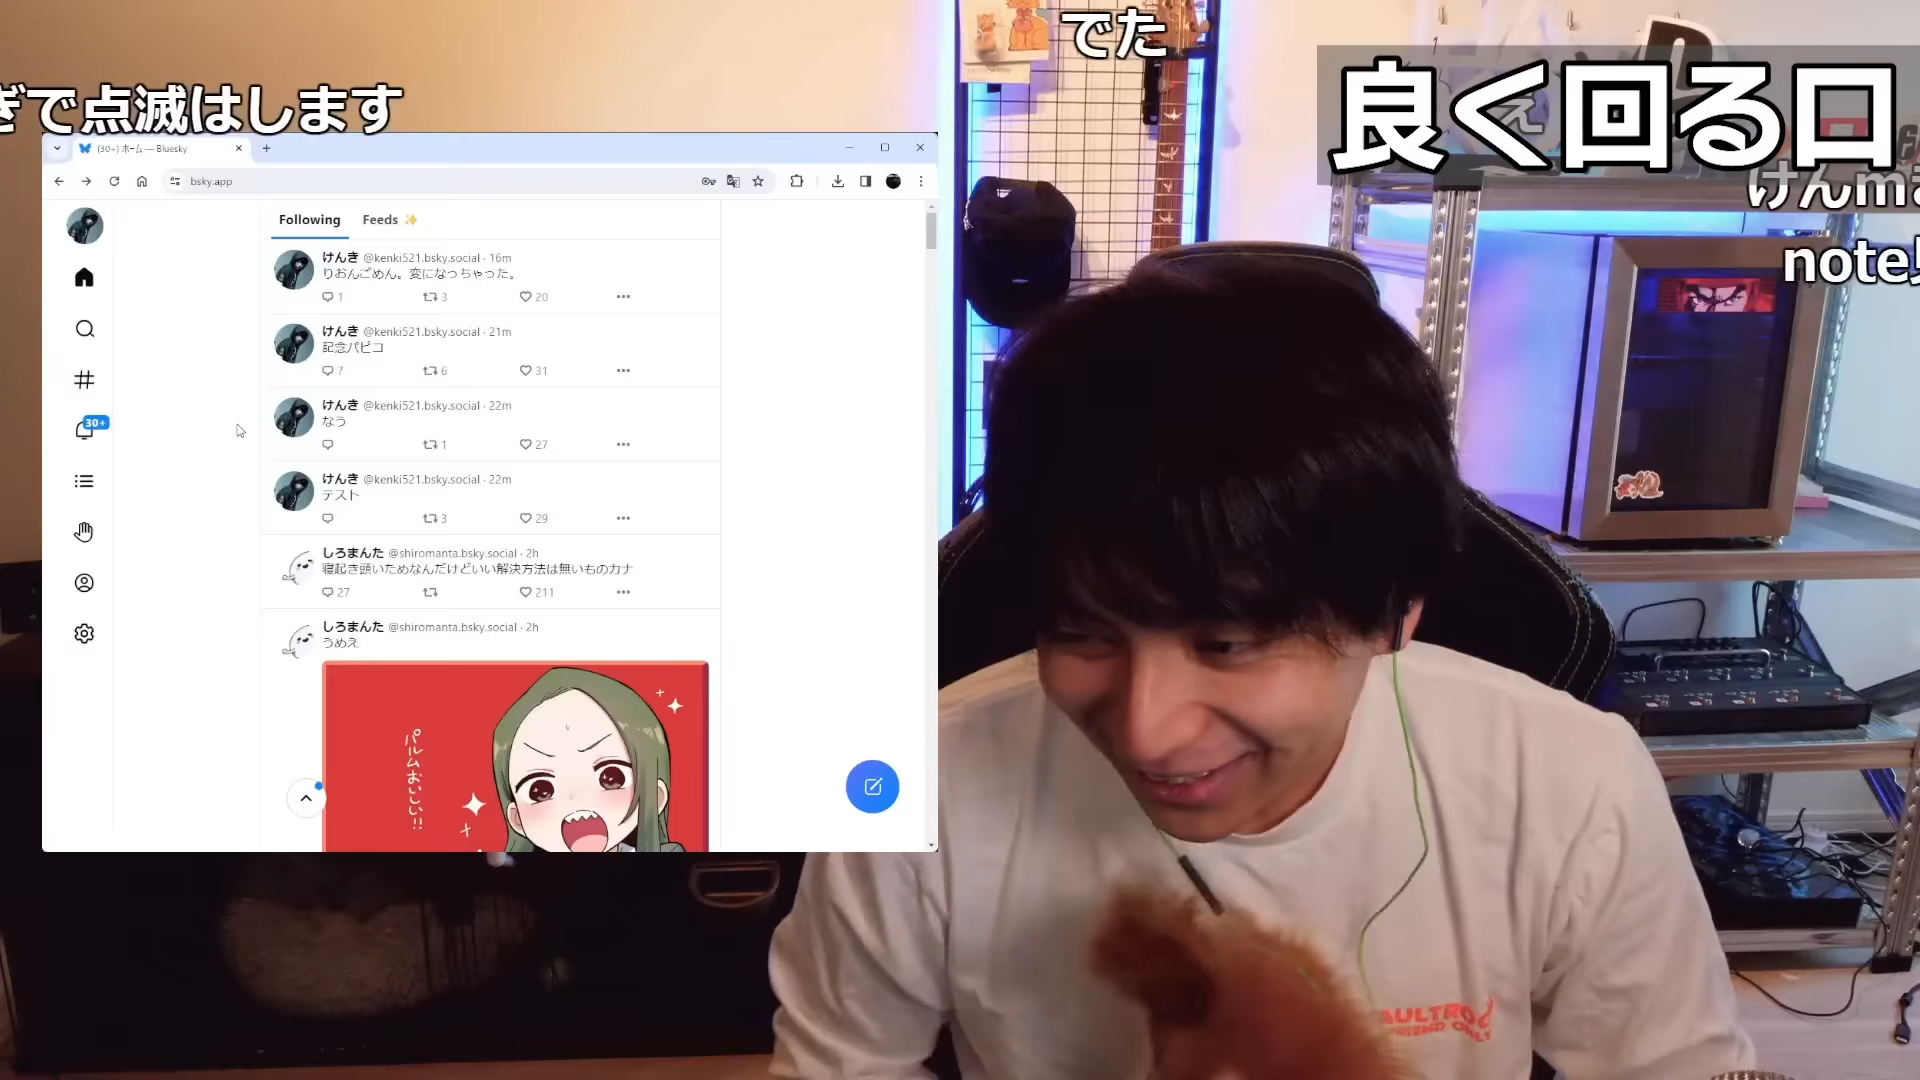 でた
良く回る口
ぎで点滅はします
けんm
note
(30+) ホーム — Bluesky
bsky.app
Following
Feeds ✨
けんき @kenki521.bsky.social · 16m
りおんごめん。変になっちゃった。
1 3 20
けんき @kenki521.bsky.social · 21m
記念パピコ
7 6 31
けんき @kenki521.bsky.social · 22m
なう
1 27
30+
けんき @kenki521.bsky.social · 22m
テスト
3 29
しろまんた @shiromanta.bsky.social · 2h
寝起き頭いためなんだけどいい解決方法は無いものカナ
27 211
しろまんた @shiromanta.bsky.social · 2h
うめえ
パルムおいしい!!